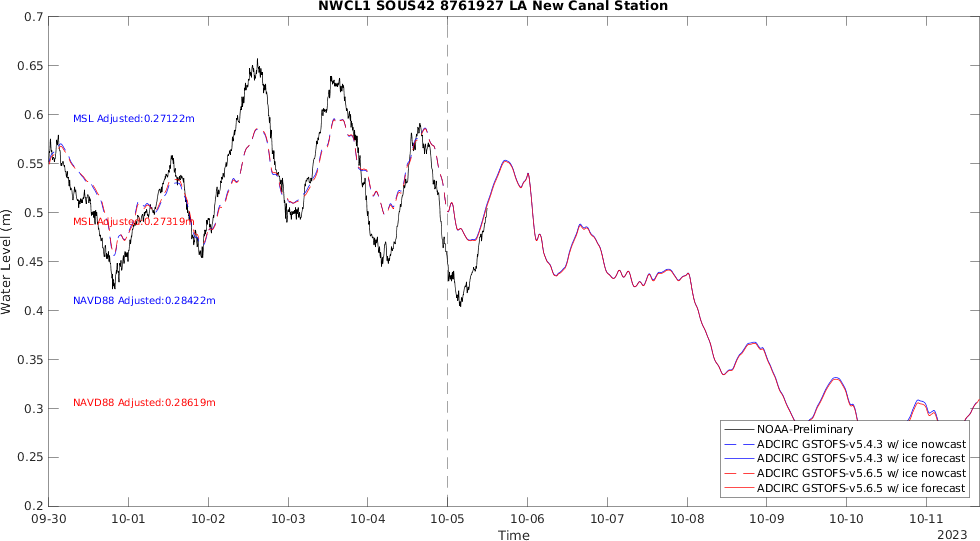 NWCL1 SOUS42 8761927 LA New Canal Station
0.7
0.65
0.6
0.55
0.5
0.45
0.4
0.35
0.3
0.25
0.2
Water Level (m)
MSL Adjusted:0.27122m
MSL Adjusted:0.27319m
NAVD88 Adjusted:0.28422m
NAVD88 Adjusted:0.28619m
NOAA-Preliminary
ADCIRC GSTOFS-v5.4.3 w/ ice nowcast
ADCIRC GSTOFS-v5.4.3 w/ ice forecast
ADCIRC GSTOFS-v5.6.5 w/ ice nowcast
ADCIRC GSTOFS-v5.6.5 w/ ice forecast
09-30 10-01 10-02 10-03 10-04 10-05 10-06 10-07 10-08 10-09 10-10 10-11
Time
2023